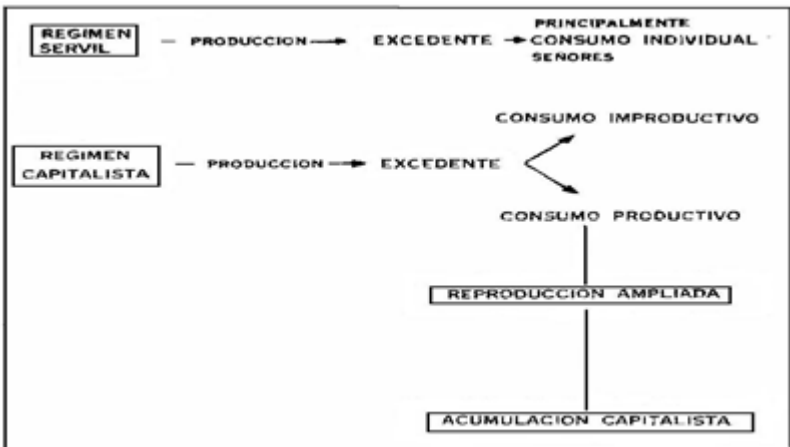 REGIMEN
SERVIL
PRODUCCION
EXCEDENTE
PRINCIPALMENTE
CONSUMO INDIVIDUAL
SEÑORES
CONSUMO IMPRODUCTIVO
REGIMEN
CAPITALISTA
PRODUCCION
EXCEDENTE
CONSUMO PRODUCTIVO
REPRODUCCION AMPLIADA
ACUMULACION CAPITALISTA